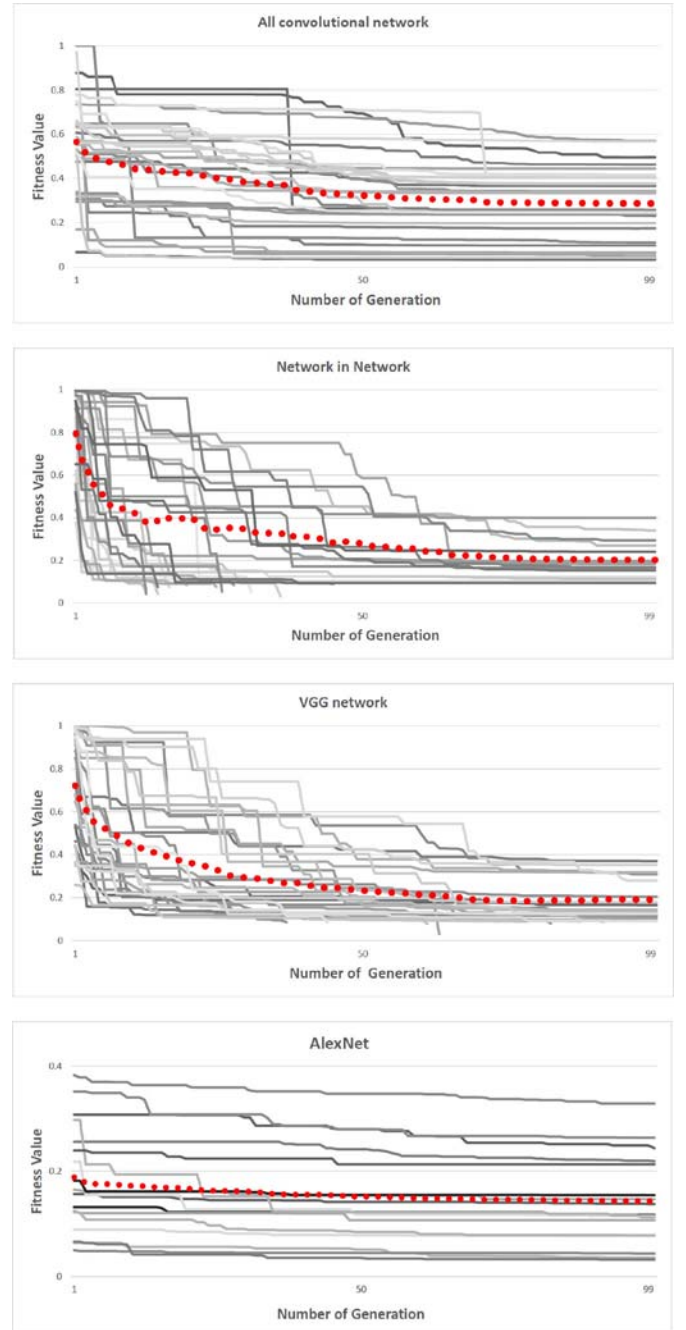 All convolutional network
1
0.8
0.6
0.4
0.2
0
Fitness Value
1 50 99
Number of Generation
Network in Network
1
0.8
0.6
0.4
0.2
0
Fitness Value
1 50 99
Number of Generation
VGG network
1
0.8
0.6
0.4
0.2
0
Fitness Value
1 50 99
Number of Generation
AlexNet
0.4
0.2
0
Fitness Value
1 50 99
Number of Generation